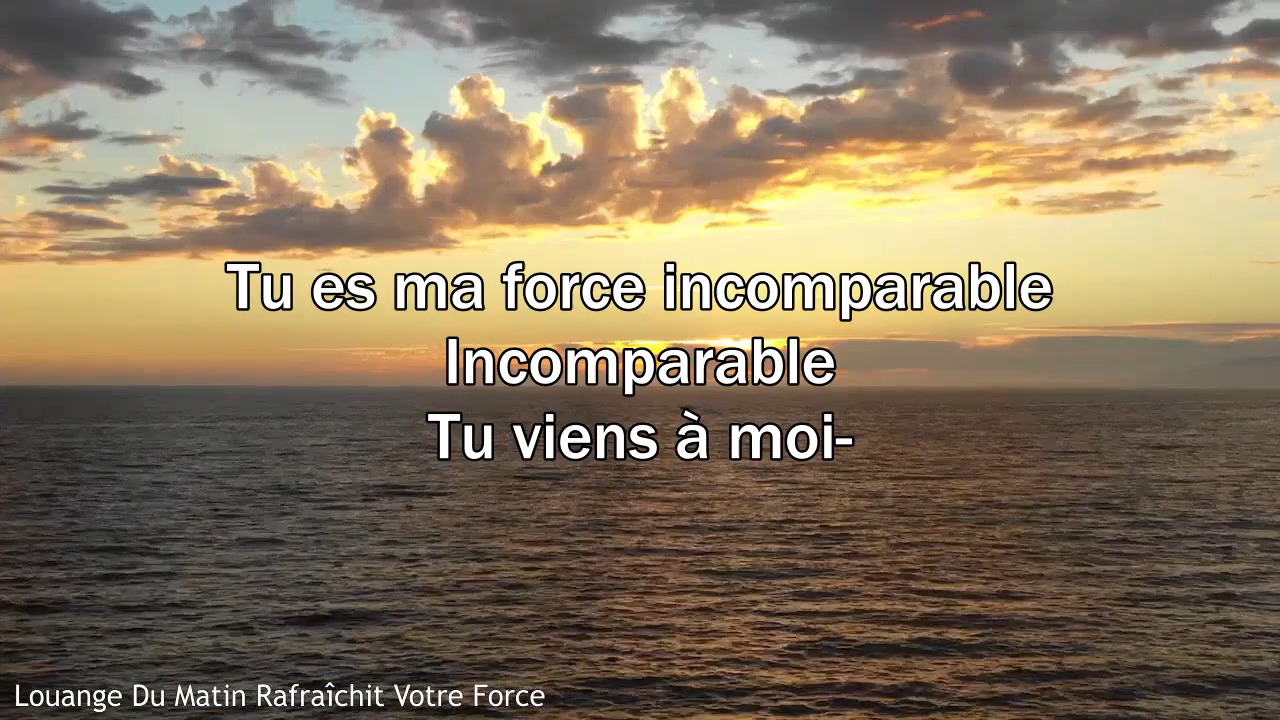 Tu es ma force incomparable
Incomparable
Tu viens à moi-
Louange Du Matin Rafraîchit Votre Force